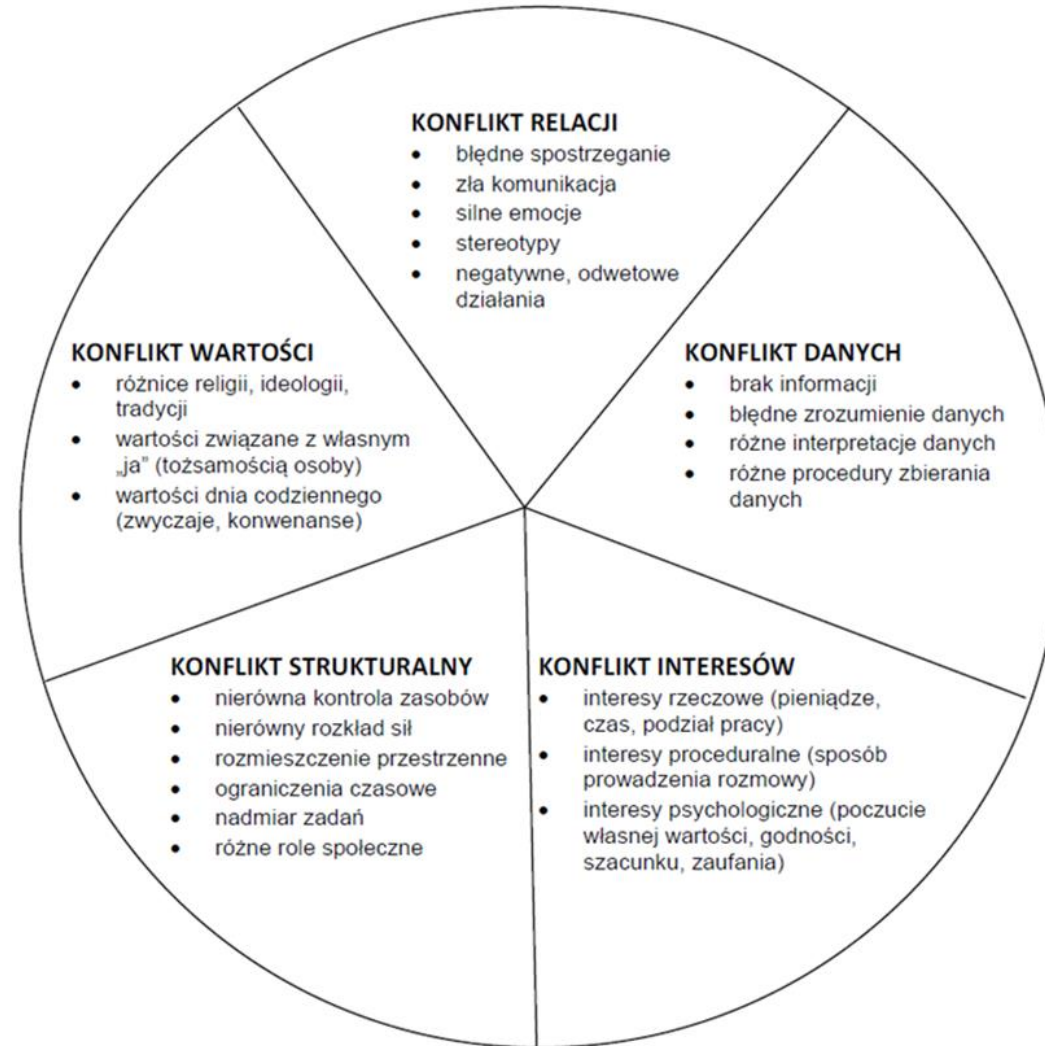 KONFLIKT RELACJI
• błędne spostrzeganie
• zła komunikacja
• silne emocje
• stereotypy
• negatywne, odwetowe
działania
KONFLIKT WARTOŚCI
• różnice religii, ideologii,
tradycji
• wartości związane z własnym
„ja” (tożsamością osoby)
• wartości dnia codziennego
(zwyczaje, konwenanse)
KONFLIKT DANYCH
• brak informacji
• błędne zrozumienie danych
• różne interpretacje danych
• różne procedury zbierania
danych
KONFLIKT STRUKTURALNY
• nierówna kontrola zasobów
• nierówny rozkład sił
• rozmieszczenie przestrzenne
• ograniczenia czasowe
• nadmiar zadań
• różne role społeczne
KONFLIKT INTERESÓW
• interesy rzeczowe (pieniądze,
czas, podział pracy)
• interesy proceduralne (sposób
prowadzenia rozmowy)
• interesy psychologiczne (poczucie
własnej wartości, godności,
szacunku, zaufania)